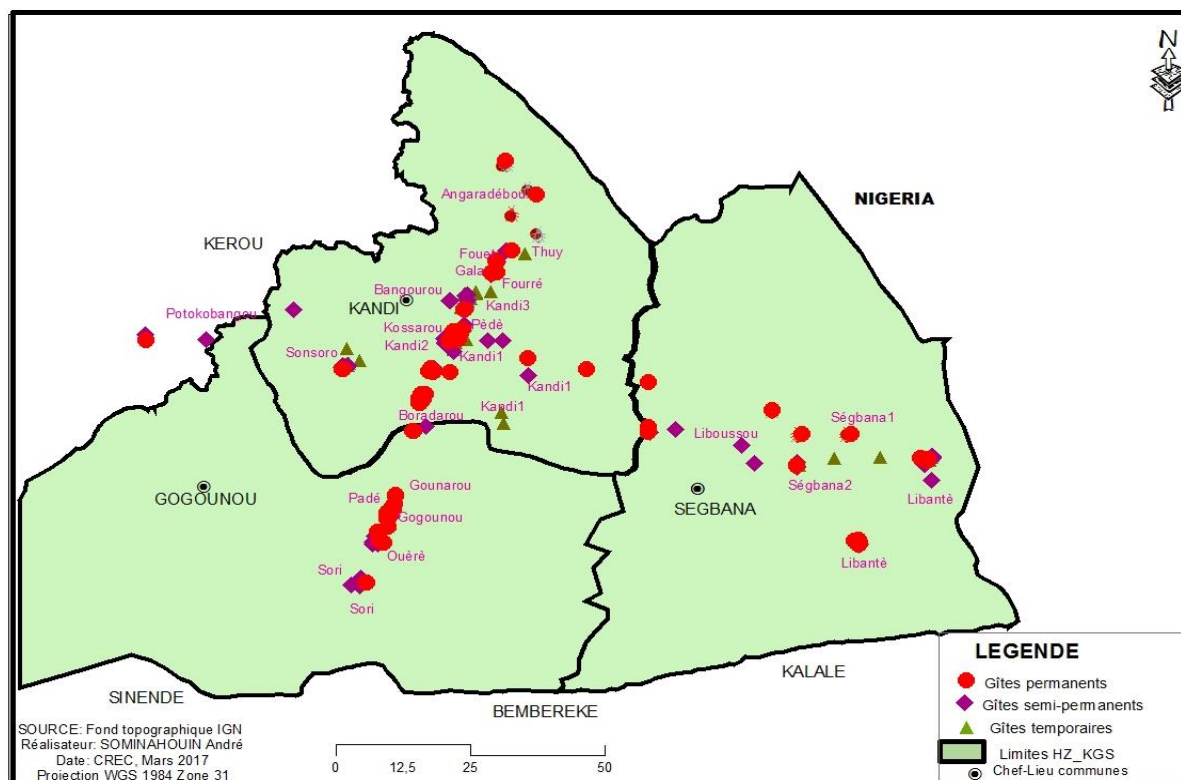 N
NIGERIA
KEROU
Angaradébou
Thuy
Foue
Gala
Fourré
Bangourou
KANDI
Kandi3
Potokobangou
Kossarou
Pèdè
Kandi2
Kandi1
Sonsoro
Kandi1
Kandi1
Boradarou
Ségbana1
Liboussou
Ségbana2
Libantè
SEGBANA
GOGOUNOU
Gounarou
Padé
Gogounou
Ouèrè
Libantè
Sori
Sori
KALALE
SINENDE
BEMBEREKE
SOURCE: Fond topographique IGN
Réalisateur: SOMINAHOUIN André
Date: CREC, Mars 2017
Projection WGS 1984 Zone 31
0 12,5 25 50
LEGENDE
Gîtes permanents
Gîtes semi-permanents
Gîtes temporaires
Limites HZ_KGS
Chef-Lieu communes